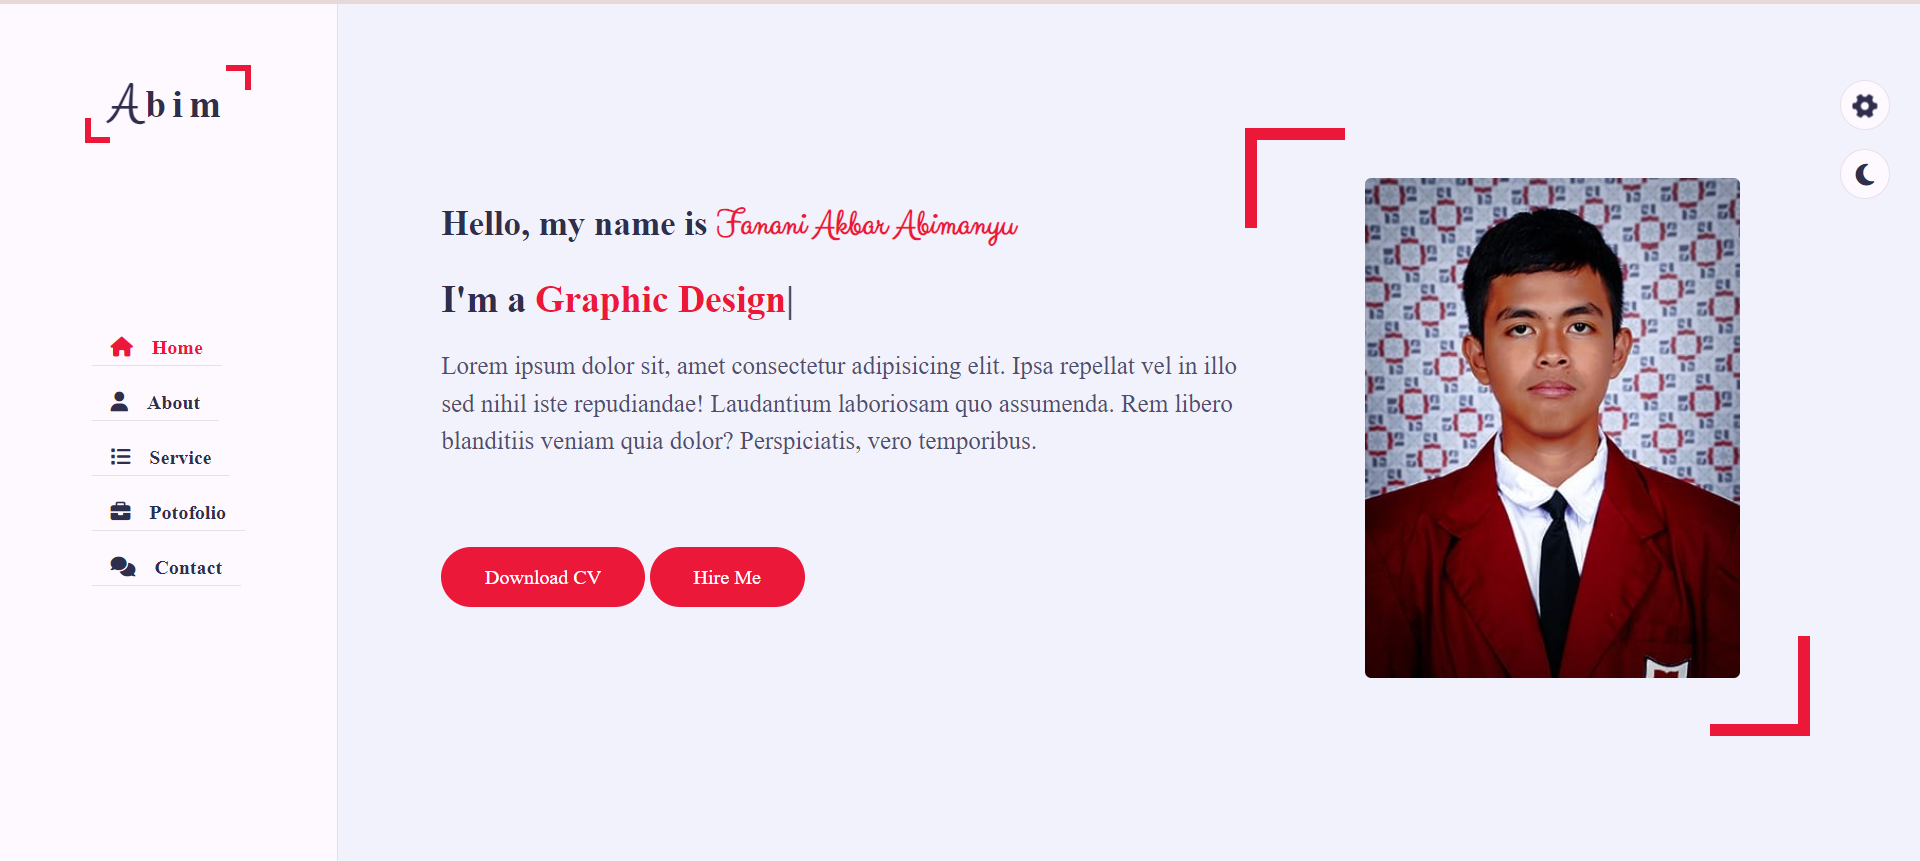 Abim
Home
About
Service
Potofolio
Contact
Hello, my name is Fanani Akbar Abimanyu
I'm a Graphic Design|
Lorem ipsum dolor sit, amet consectetur adipisicing elit. Ipsa repellat vel in illo
sed nihil iste repudiandae! Laudantium laboriosam quo assumenda. Rem libero
blanditiis veniam quia dolor? Perspiciatis, vero temporibus.
Download CV
Hire Me